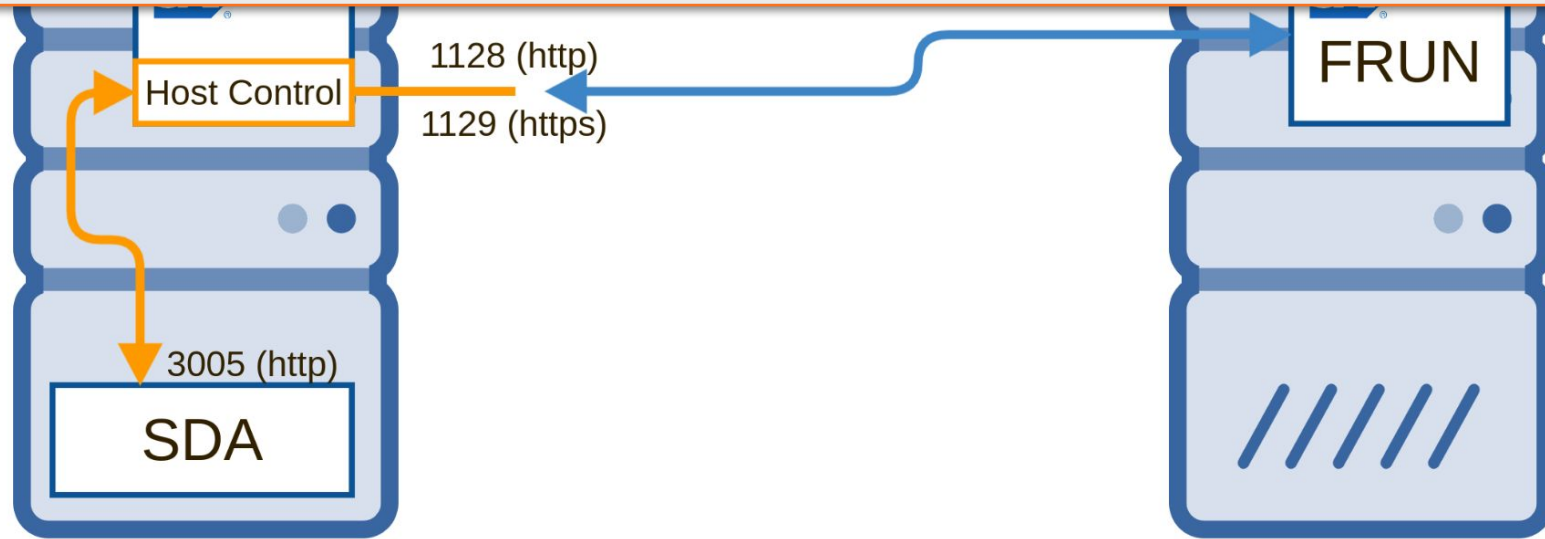 1128 (http)
Host Control
1129 (https)
FRUN
3005 (http)
SDA